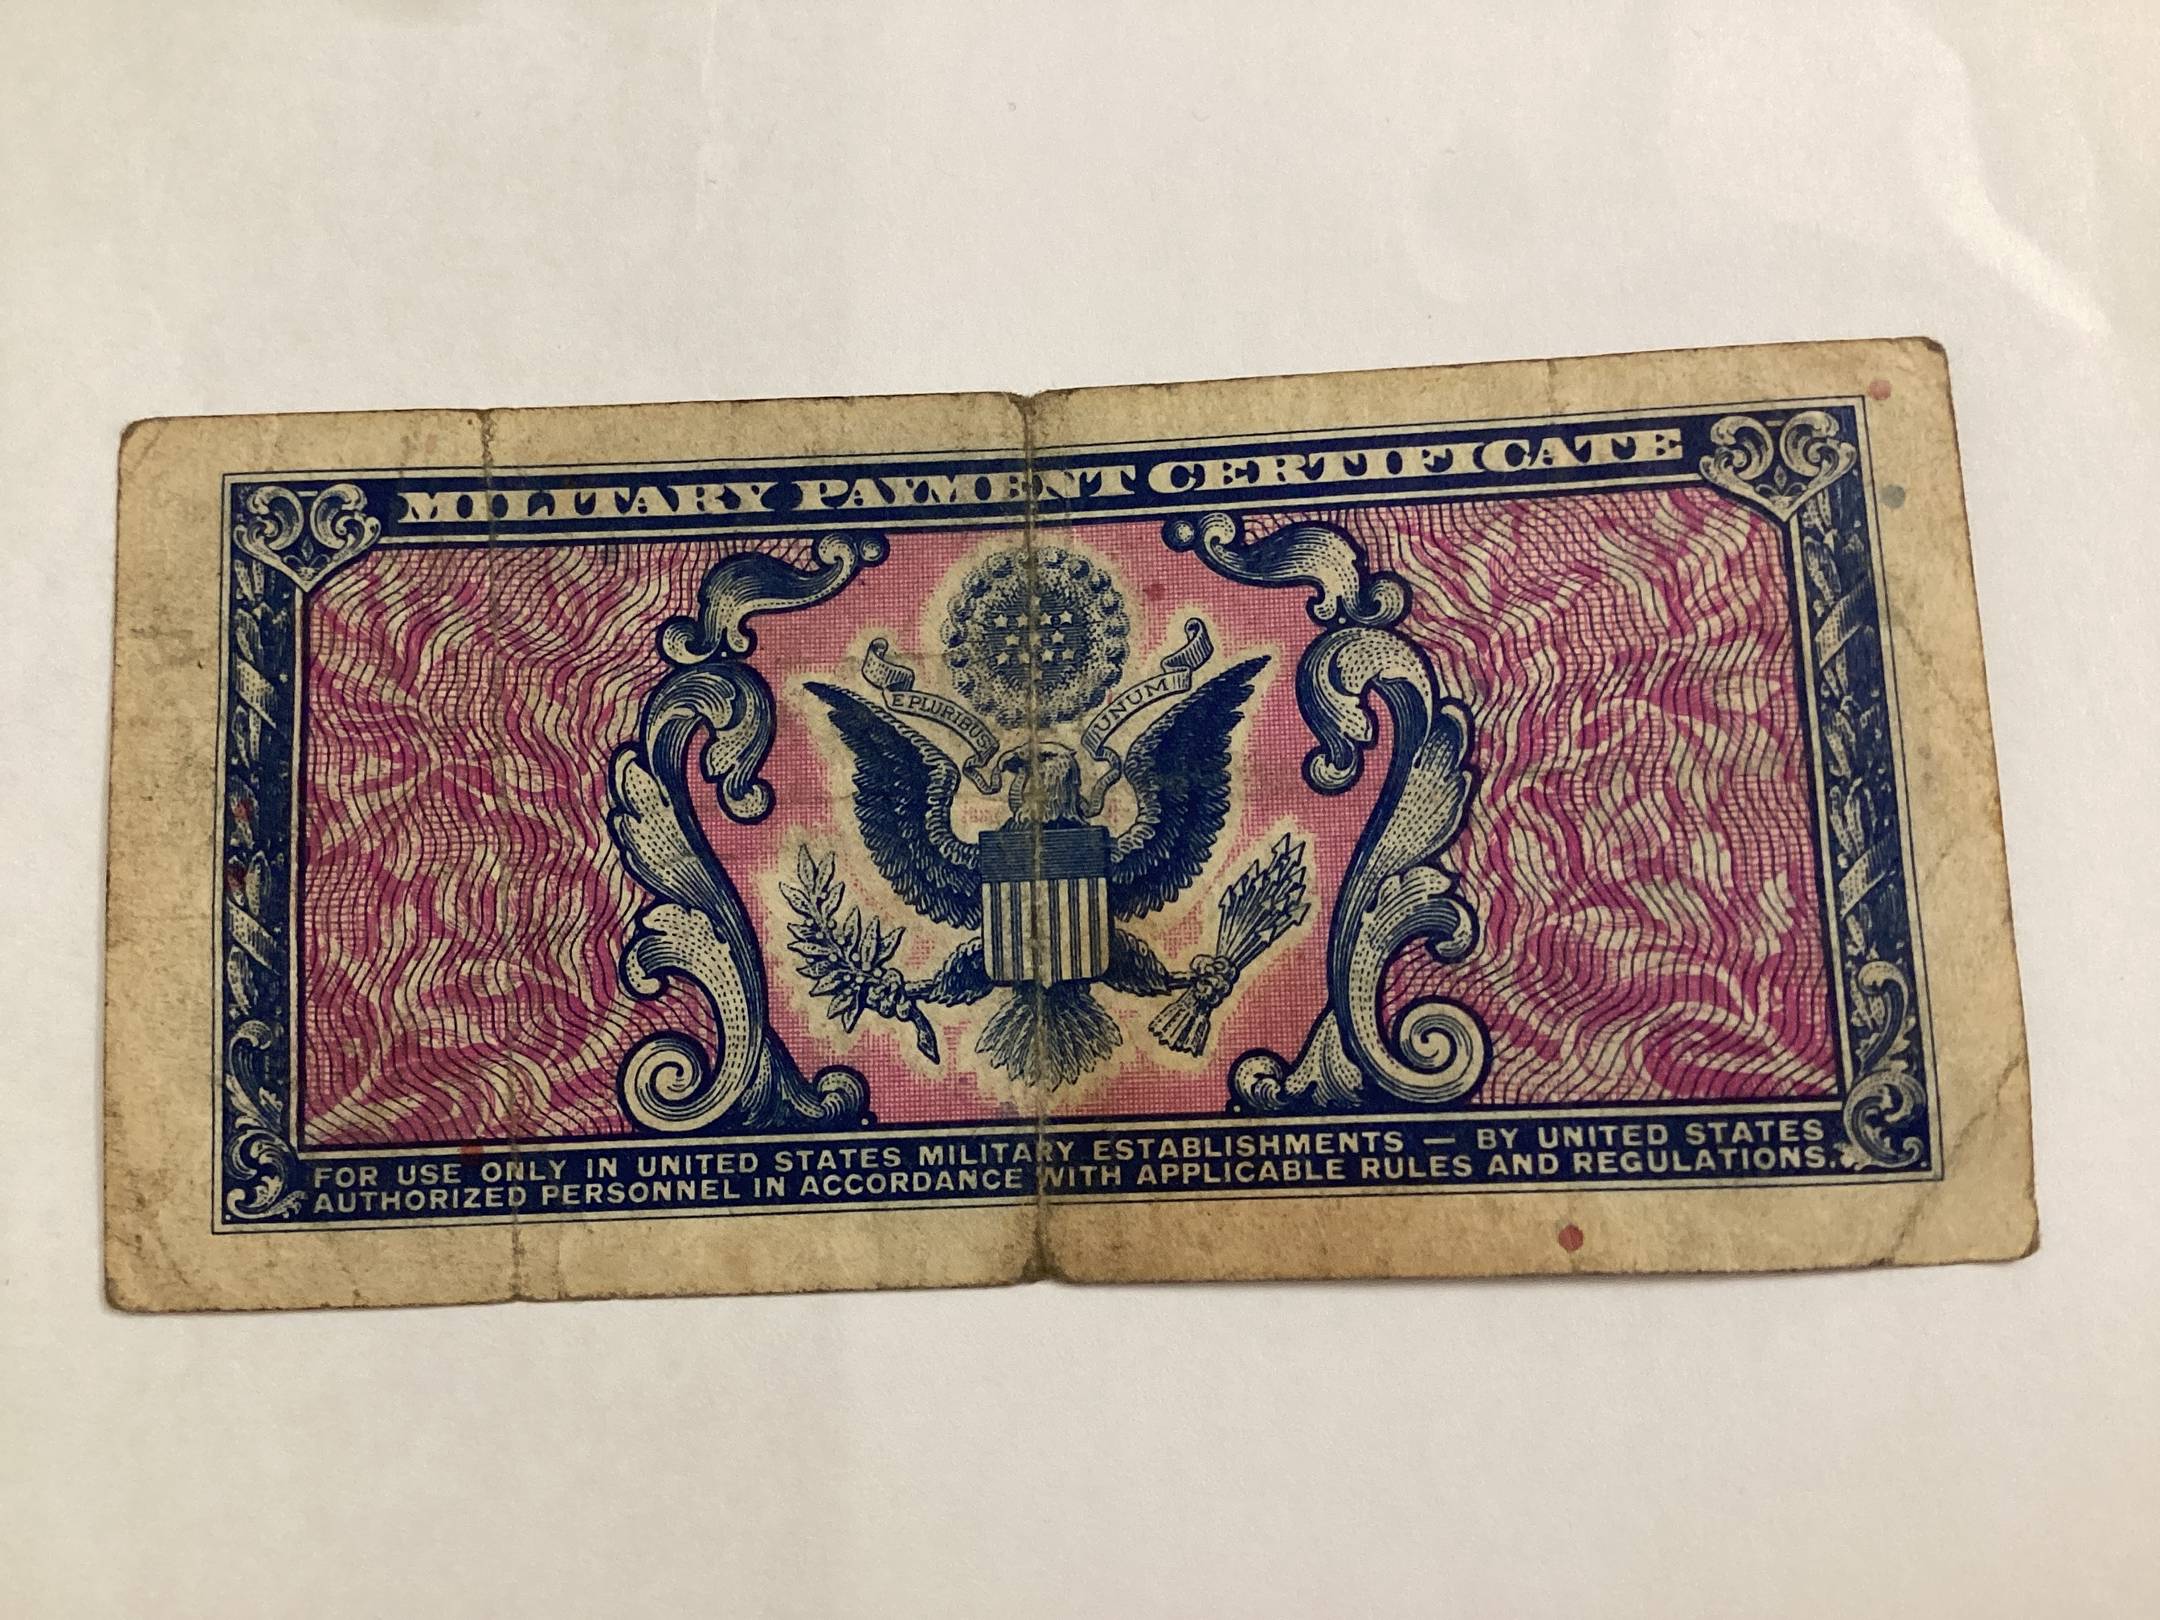 MILITARY PAYMENT CERTIFICATE
E PLURIBUS UNUM
FOR USE ONLY IN UNITED STATES MILITARY ESTABLISHMENTS — BY UNITED STATES
AUTHORIZED PERSONNEL IN ACCORDANCE WITH APPLICABLE RULES AND REGULATIONS.